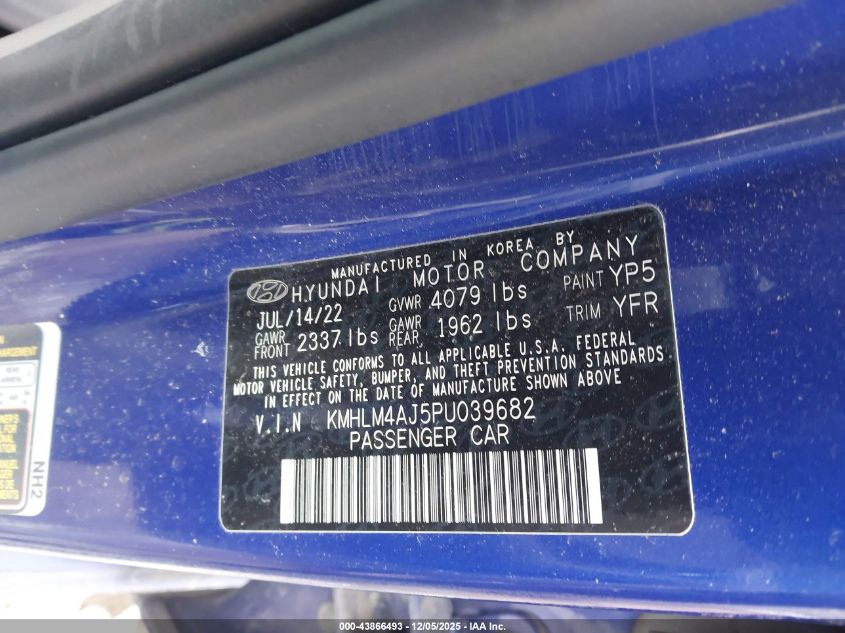 MANUFACTURED IN KOREA BY
HYUNDAI MOTOR COMPANY
JUL/14/22 GVWR 4079 lbs PAINT YP5
GAWR FRONT 2337 lbs GAWR REAR 1962 lbs TRIM YFR
THIS VEHICLE CONFORMS TO ALL APPLICABLE U.S.A. FEDERAL
MOTOR VEHICLE SAFETY, BUMPER, AND THEFT PREVENTION STANDARDS
IN EFFECT ON THE DATE OF MANUFACTURE SHOWN ABOVE
V.I.N KMHLM4AJ5PU039682
PASSENGER CAR
NH2
000-43866493 - 12/05/2025 - IAA Inc.